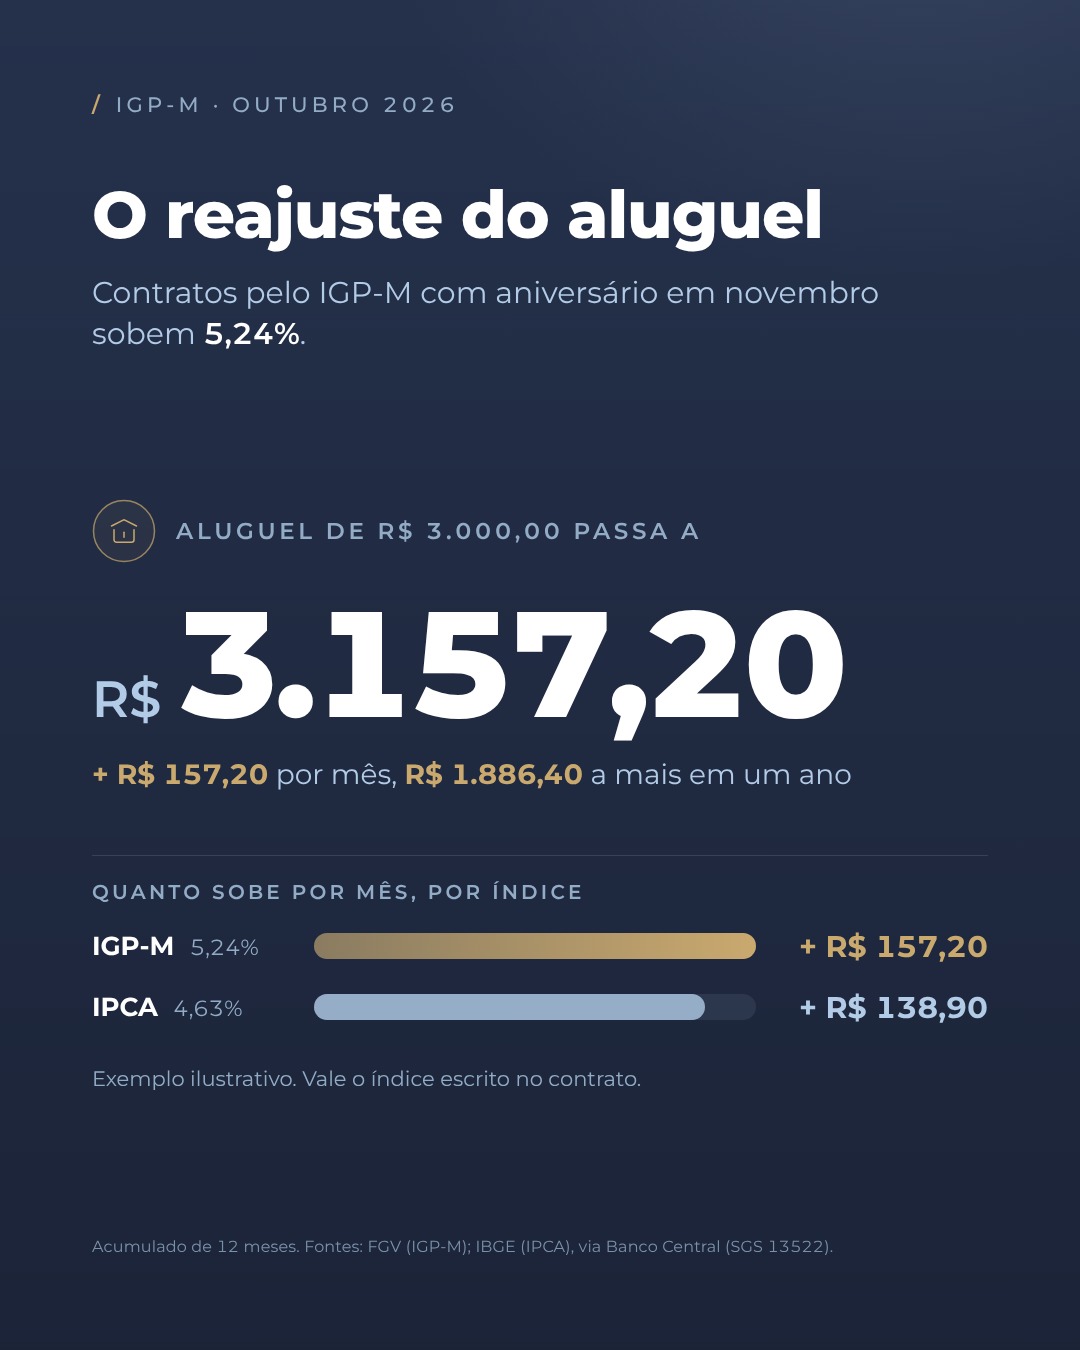 / IGP-M · OUTUBRO 2026
O reajuste do aluguel
Contratos pelo IGP-M com aniversário em novembro
sobem 5,24%.
ALUGUEL DE R$ 3.000,00 PASSA A
R$ 3.157,20
+ R$ 157,20 por mês, R$ 1.886,40 a mais em um ano
QUANTO SOBE POR MÊS, POR ÍNDICE
IGP-M 5,24% + R$ 157,20
IPCA 4,63% + R$ 138,90
Exemplo ilustrativo. Vale o índice escrito no contrato.
Acumulado de 12 meses. Fontes: FGV (IGP-M); IBGE (IPCA), via Banco Central (SGS 13522).